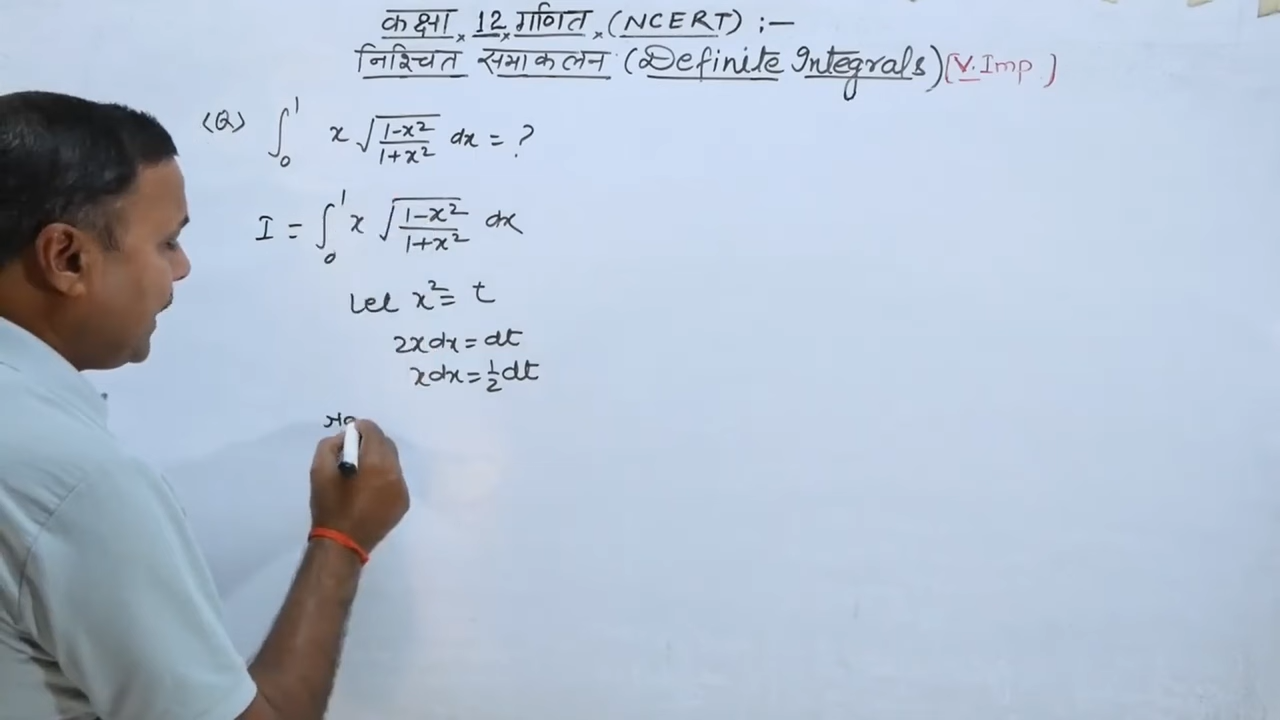 कक्षा × 12 × गणित × (NCERT) :–
निश्चित समाकलन (Definite Integrals) [V. Imp.]
<Q> ∫₀¹ x √((1-x²)/(1+x²)) dx = ?
I = ∫₀¹ x √((1-x²)/(1+x²)) dx
Let x² = t
2x dx = dt
x dx = ½ dt